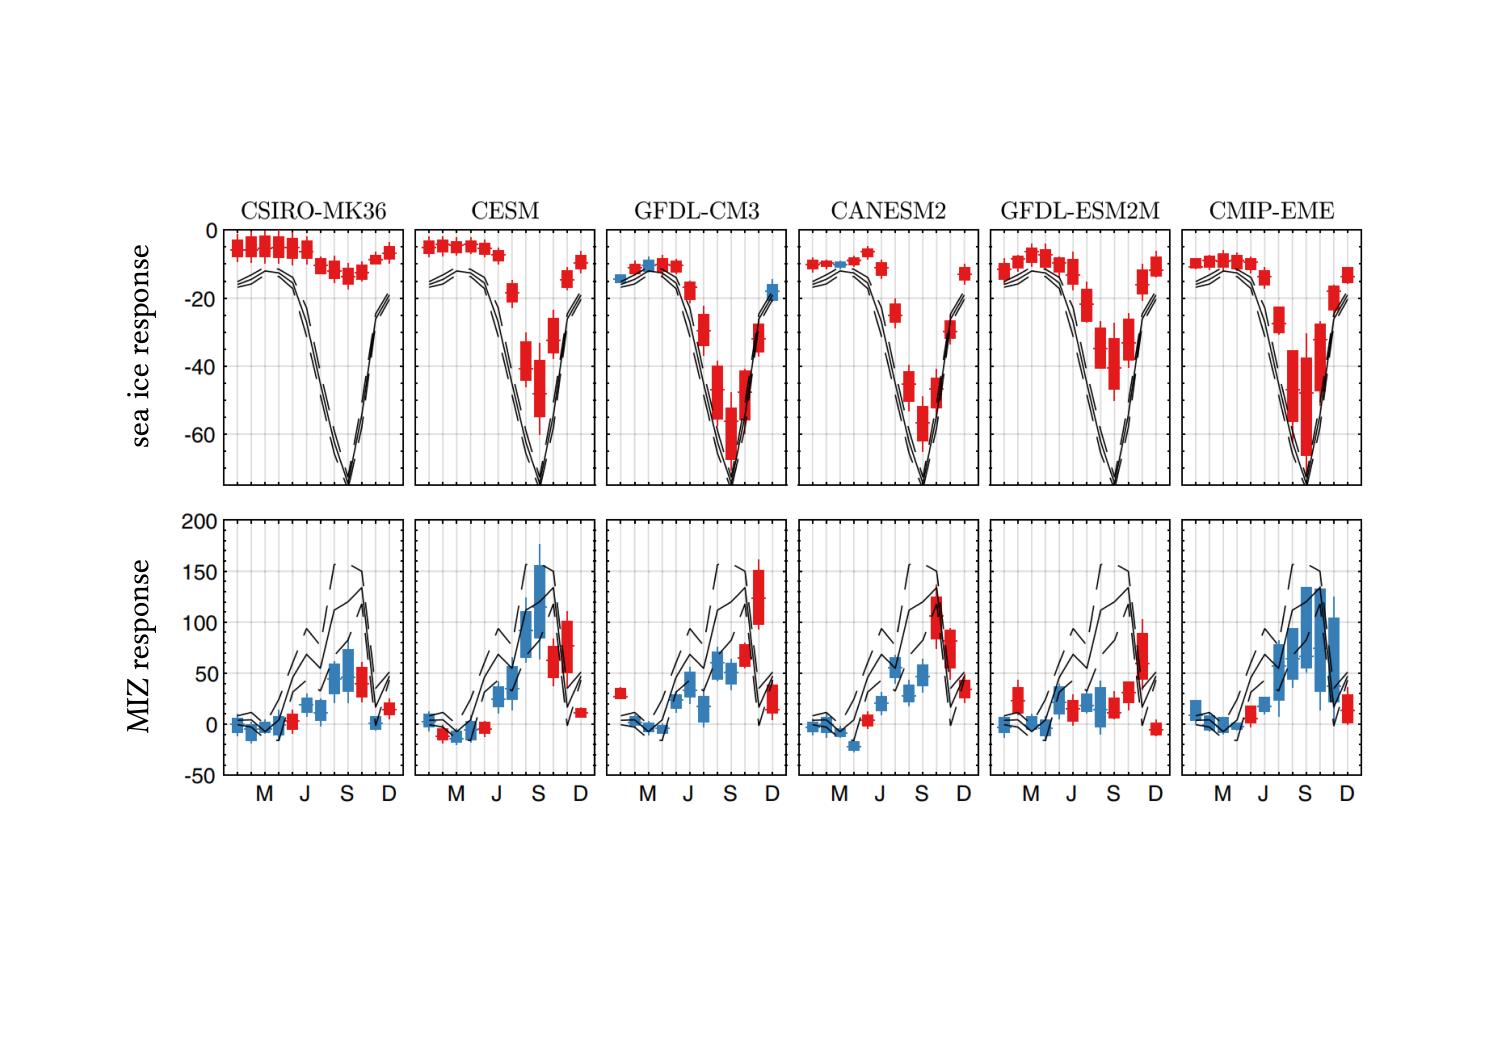 CSIRO-MK36 CESM GFDL-CM3 CANESM2 GFDL-ESM2M CMIP-EME
sea ice response
0
-20
-40
-60
MIZ response
200
150
100
50
0
-50
M J S D M J S D M J S D M J S D M J S D M J S D